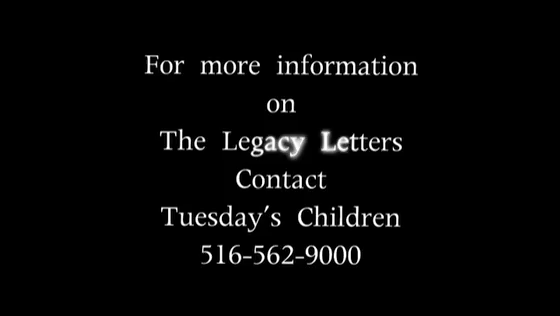 For more information
on
The Legacy Letters
Contact
Tuesday's Children
516-562-9000